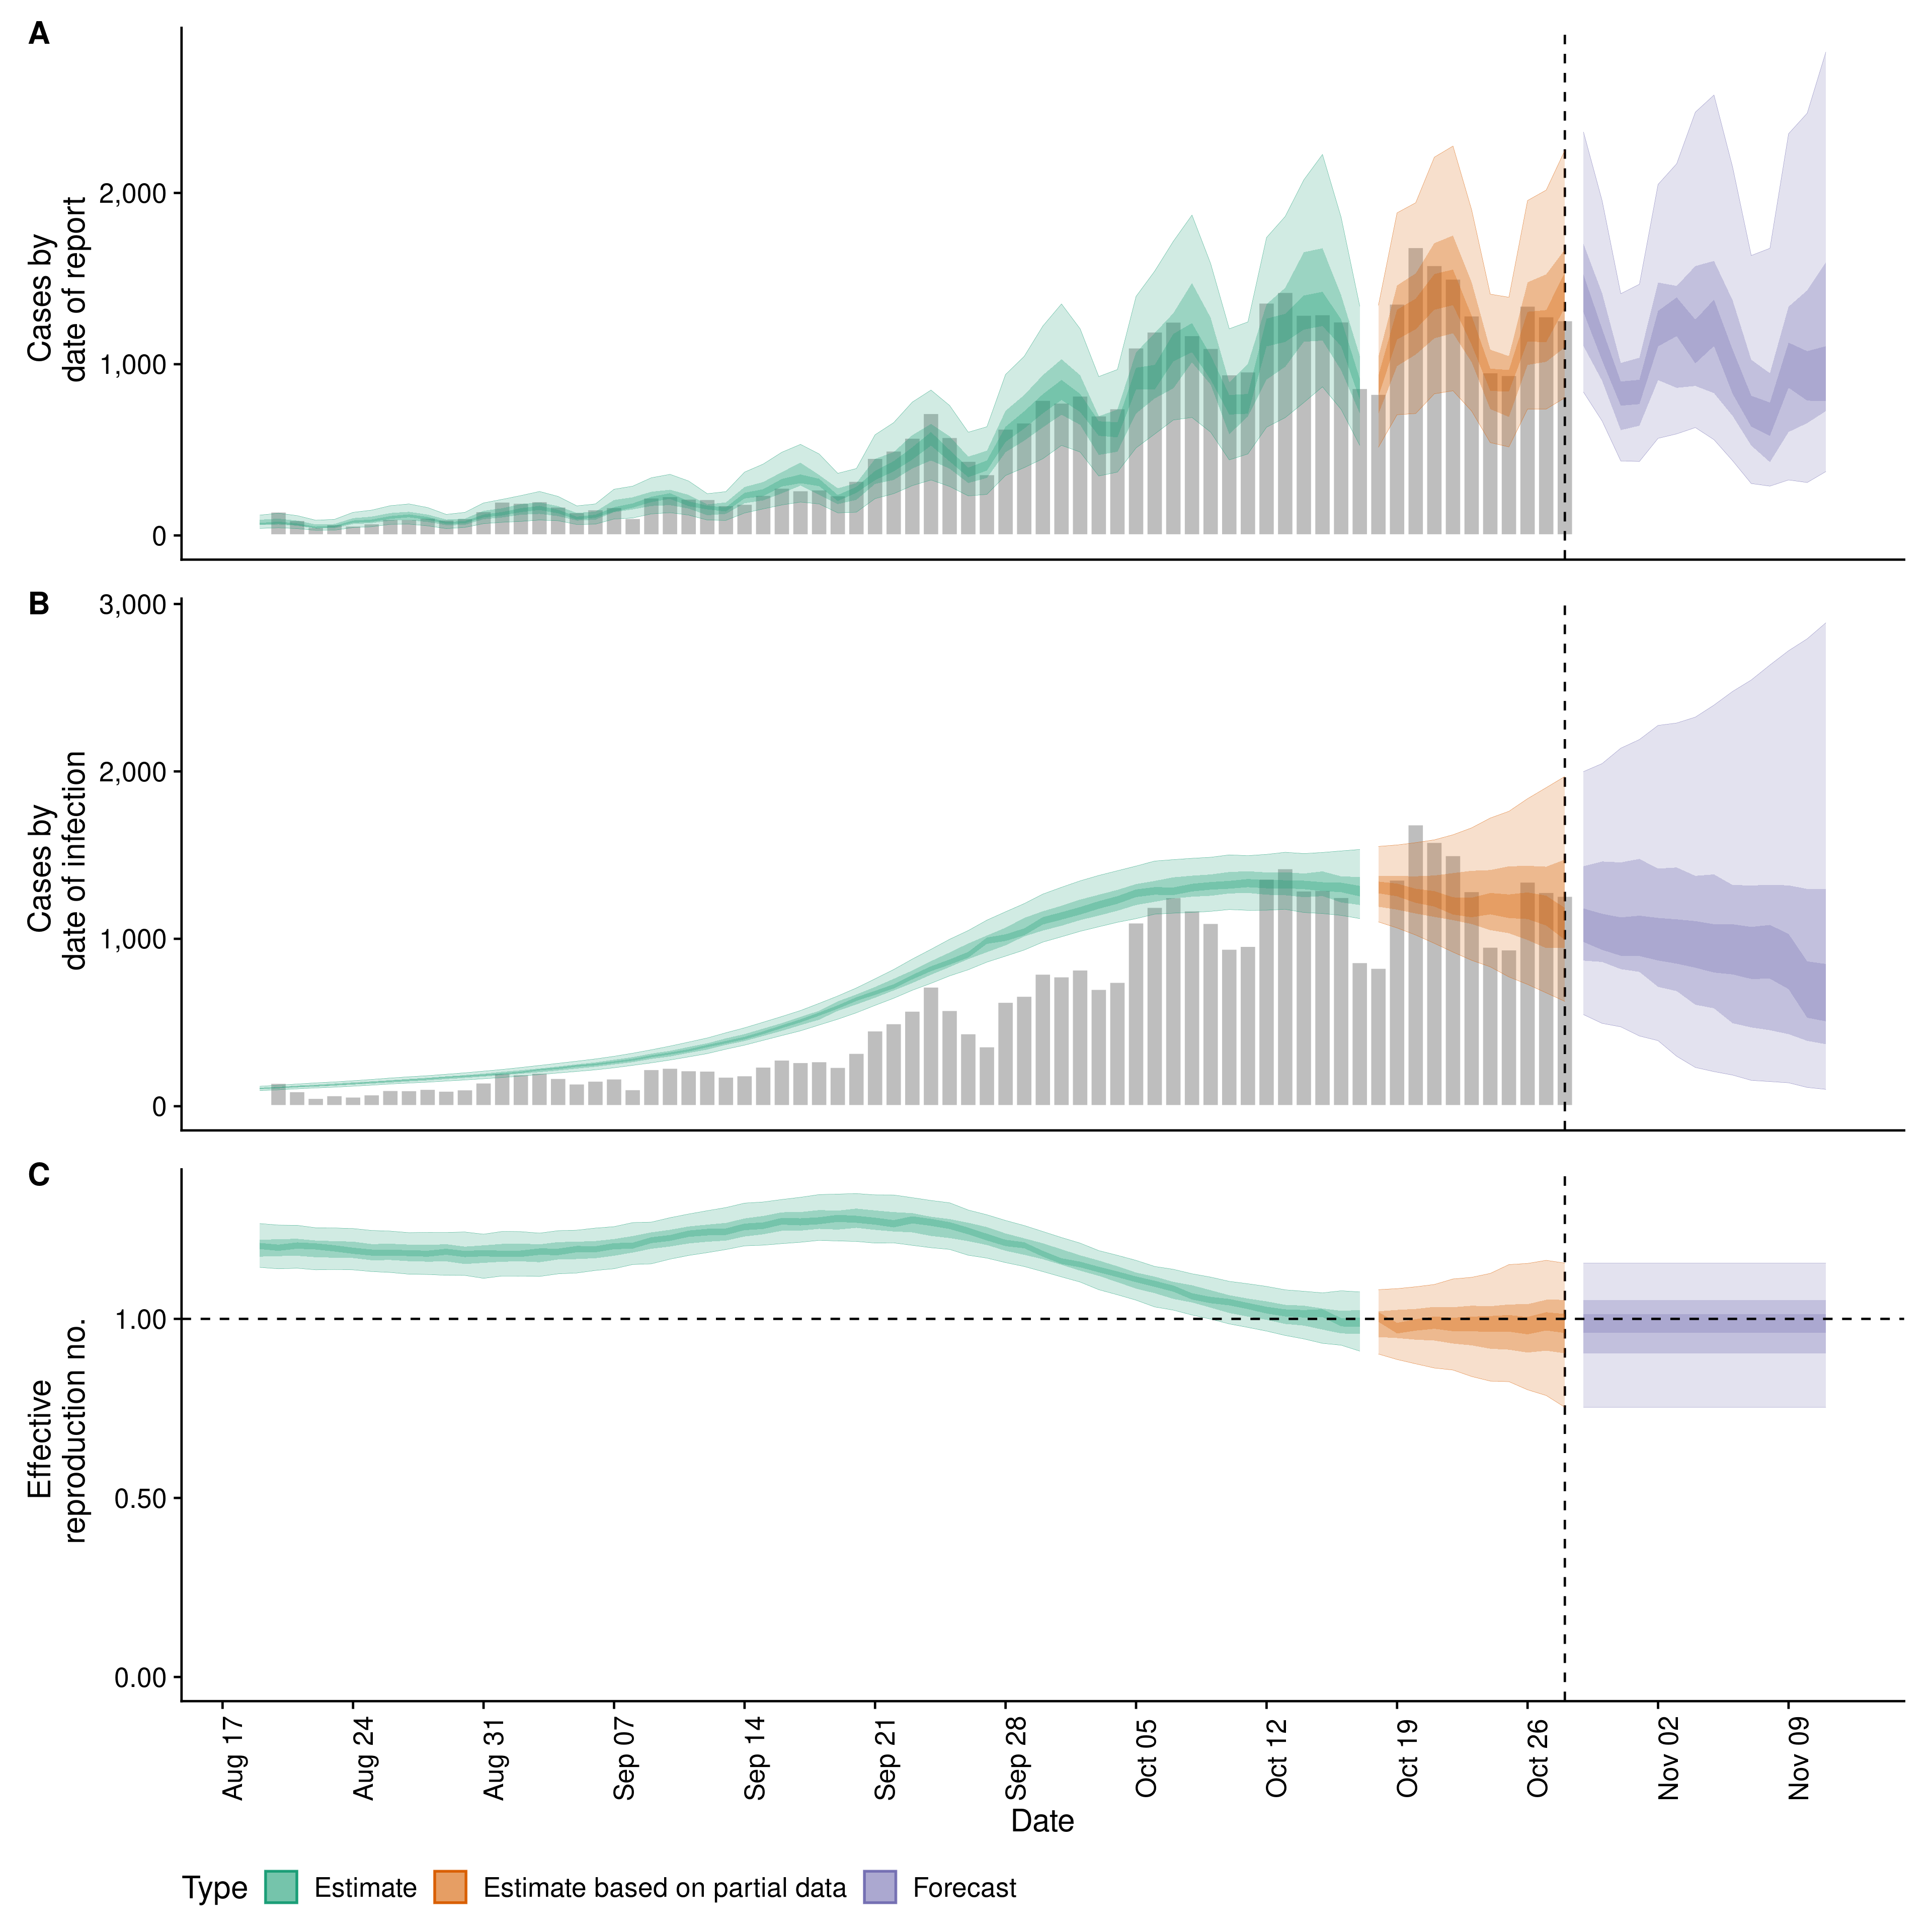 A
Cases by
date of report
2,000
1,000
0
B
Cases by
date of infection
3,000
2,000
1,000
0
C
Effective
reproduction no.
1.00
0.50
0.00
Aug 17
Aug 24
Aug 31
Sep 07
Sep 14
Sep 21
Sep 28
Oct 05
Oct 12
Oct 19
Oct 26
Nov 02
Nov 09
Date
Type Estimate Estimate based on partial data Forecast